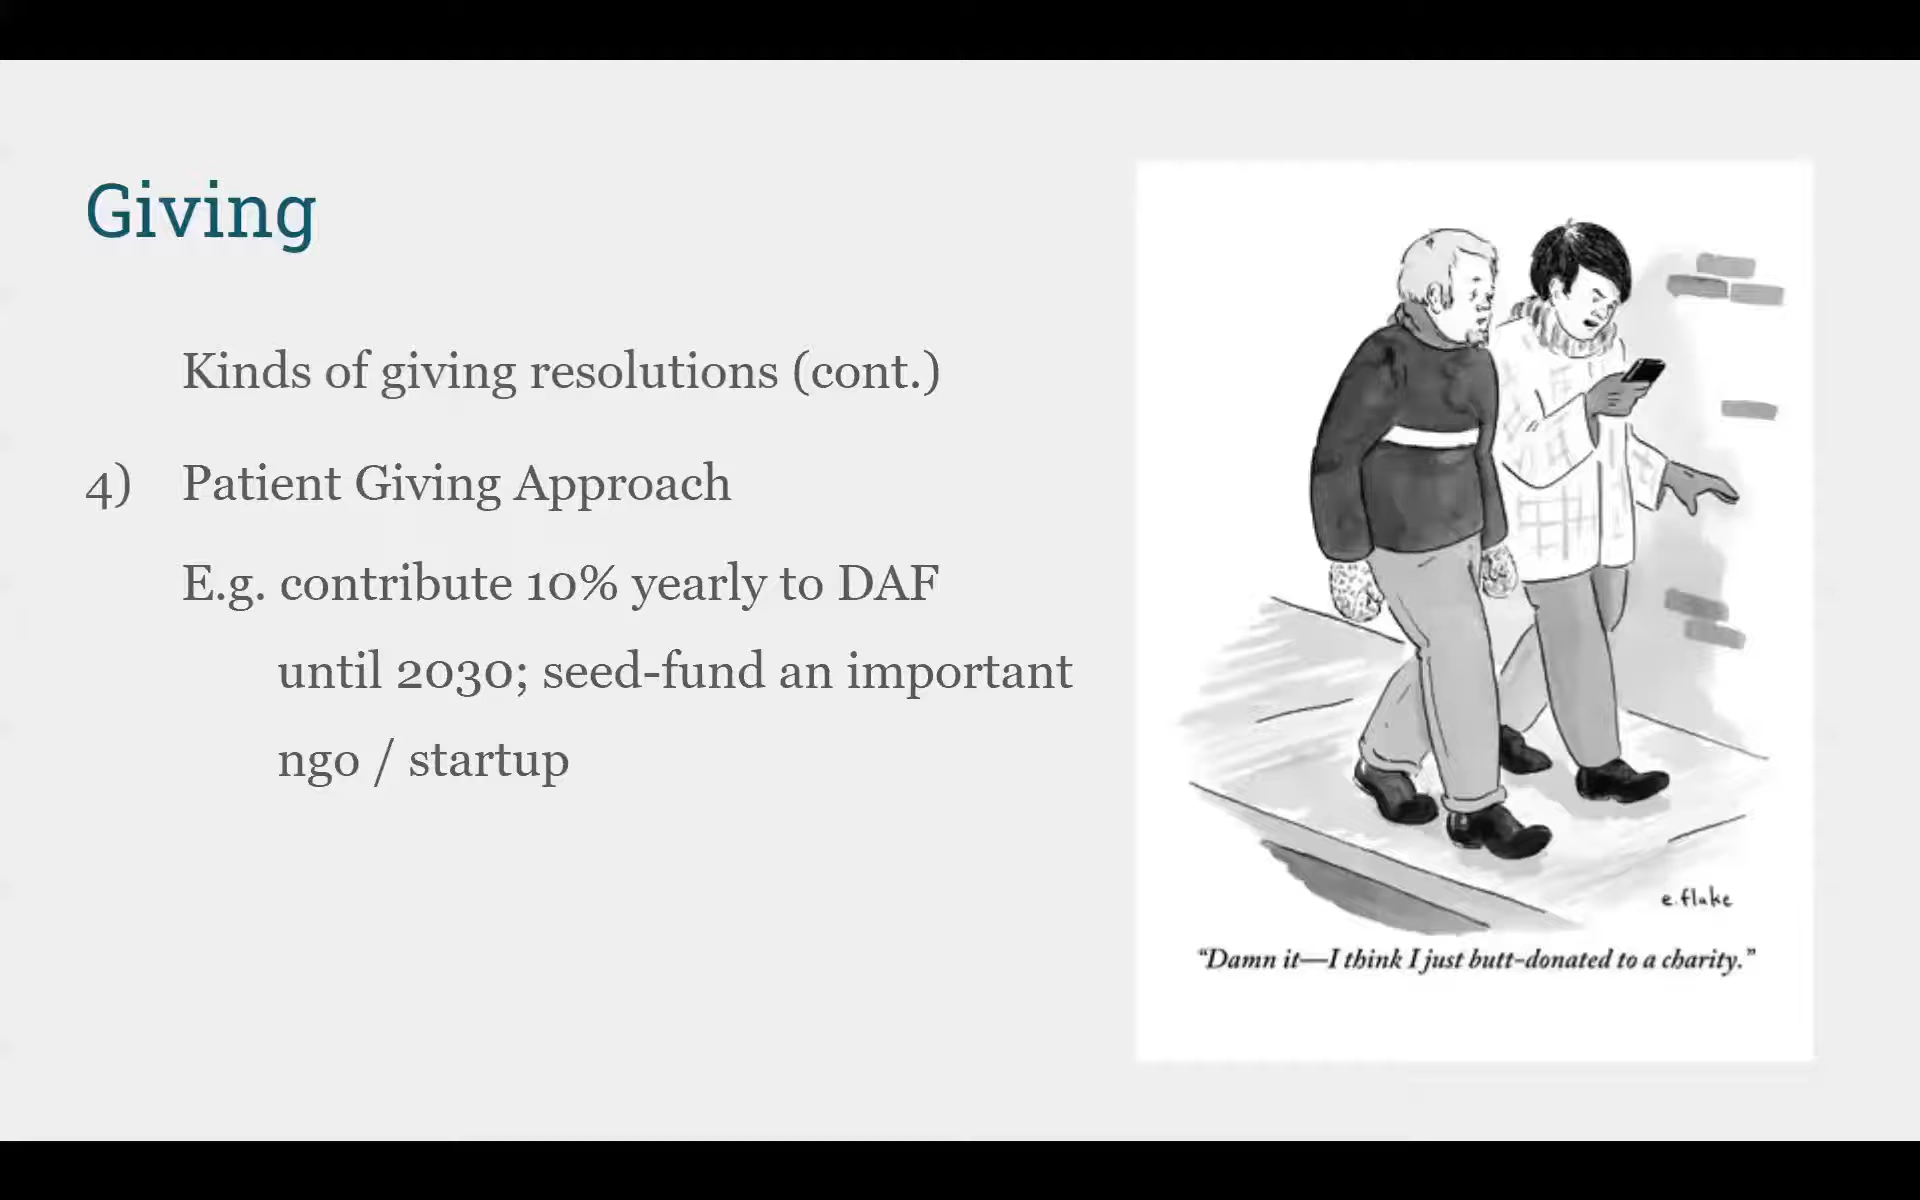 Giving
Kinds of giving resolutions (cont.)
4) Patient Giving Approach
E.g. contribute 10% yearly to DAF
until 2030; seed-fund an important
ngo / startup
e.flake
“Damn it—I think I just butt-donated to a charity.”